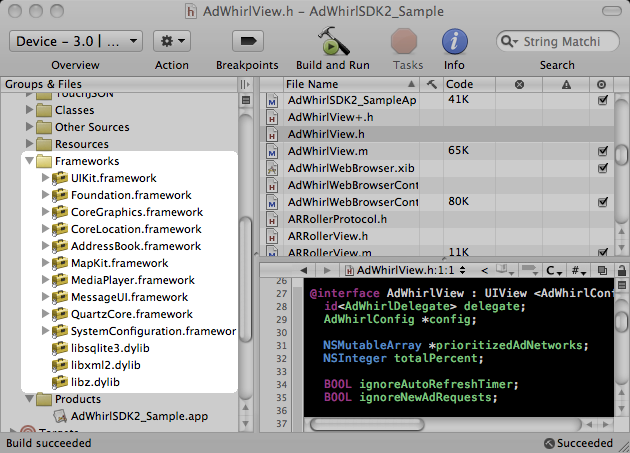 AdWhirlView.h - AdWhirlSDK2_Sample
Device - 3.0 | ...
String Matchi
Overview
Action
Breakpoints
Build and Run
Tasks
Info
Search
Groups & Files
TouchJSON
Classes
Other Sources
Resources
Frameworks
UIKit.framework
Foundation.framework
CoreGraphics.framework
CoreLocation.framework
AddressBook.framework
MapKit.framework
MediaPlayer.framework
MessageUI.framework
QuartzCore.framework
SystemConfiguration.framewor
libsqlite3.dylib
libxml2.dylib
libz.dylib
Products
AdWhirlSDK2_Sample.app
Targets
File Name Code
AdWhirlSDK2_SampleAp 41K
AdWhirlView+.h
AdWhirlView.h
AdWhirlView.m 65K
AdWhirlWebBrowser.xib
AdWhirlWebBrowserCont
AdWhirlWebBrowserCont 80K
ARRollerProtocol.h
ARRollerView.h
ARRollerView.m 11K
AdWhirlView.h:1:1 < C #
26
27 @interface AdWhirlView : UIView <AdWhirlConf
28 id<AdWhirlDelegate> delegate;
29 AdWhirlConfig *config;
30
31 NSMutableArray *prioritizedAdNetworks;
32 NSInteger totalPercent;
33
34 BOOL ignoreAutoRefreshTimer;
35 BOOL ignoreNewAdRequests;
36
37
Build succeeded
Succeeded